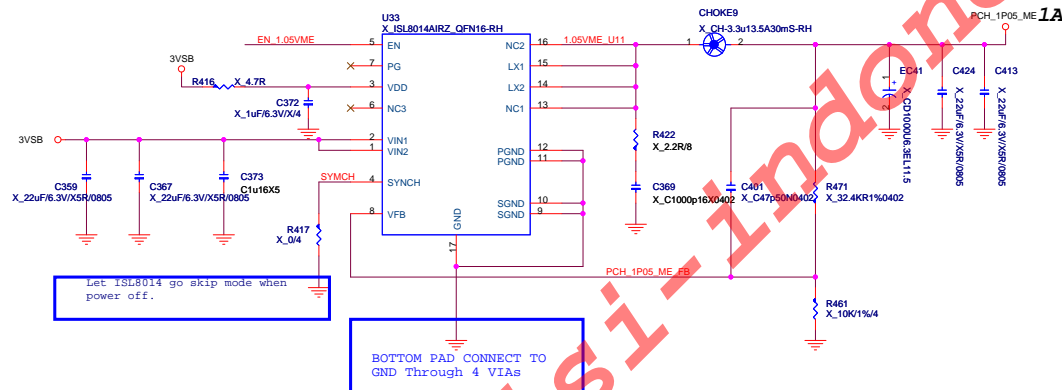 U33
X_ISL8014AIRZ_QFN16-RH
EN_1.05VME
5
EN
7
PG
3
VDD
6
NC3
2
VIN1
1
VIN2
4
SYNCH
8
VFB
NC2
16
LX1
15
LX2
14
NC1
13
PGND
12
PGND
11
SGND
10
SGND
9
GND
17
3VSB
R416
X_4.7R
C372
X_1uF/6.3V/X/4
3VSB
C359
X_22uF/6.3V/X5R/0805
C367
X_22uF/6.3V/X5R/0805
C373
C1u16X5
SYMCH
R417
X_0/4
Let ISL8014 go skip mode when
power off.
BOTTOM PAD CONNECT TO
GND Through 4 VIAs
1.05VME_U11
CHOKE9
X_CH-3.3u13.5A30mS-RH
1
2
R422
X_2.2R/8
C369
X_C1000p16X0402
C401
X_C47p50N0402
R471
X_32.4KR1%0402
PCH_1P05_ME_FB
R461
X_10K/1%/4
PCH_1P05_ME
1A
EC41
X_CD1000U6.3EL11.5
1
+
2
C424
X_22uF/6.3V/X5R/0805
C413
X_22uF/6.3V/X5R/0805
si-indone